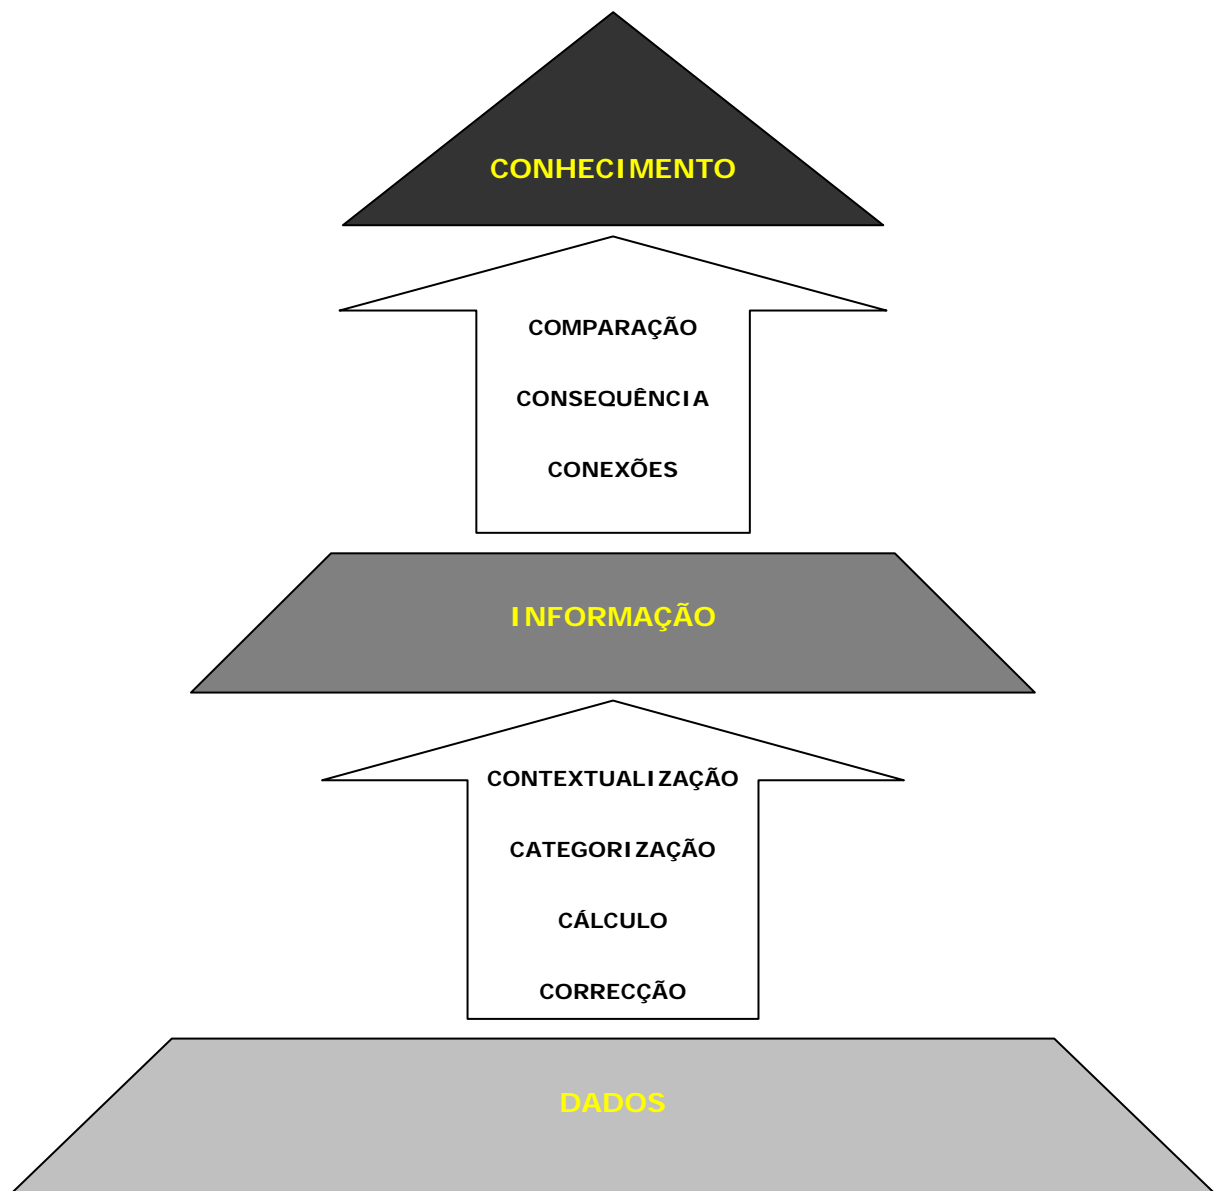 CONHECIMENTO
COMPARAÇÃO
CONSEQUÊNCIA
CONEXÕES
INFORMAÇÃO
CONTEXTUALIZAÇÃO
CATEGORIZAÇÃO
CÁLCULO
CORRECÇÃO
DADOS